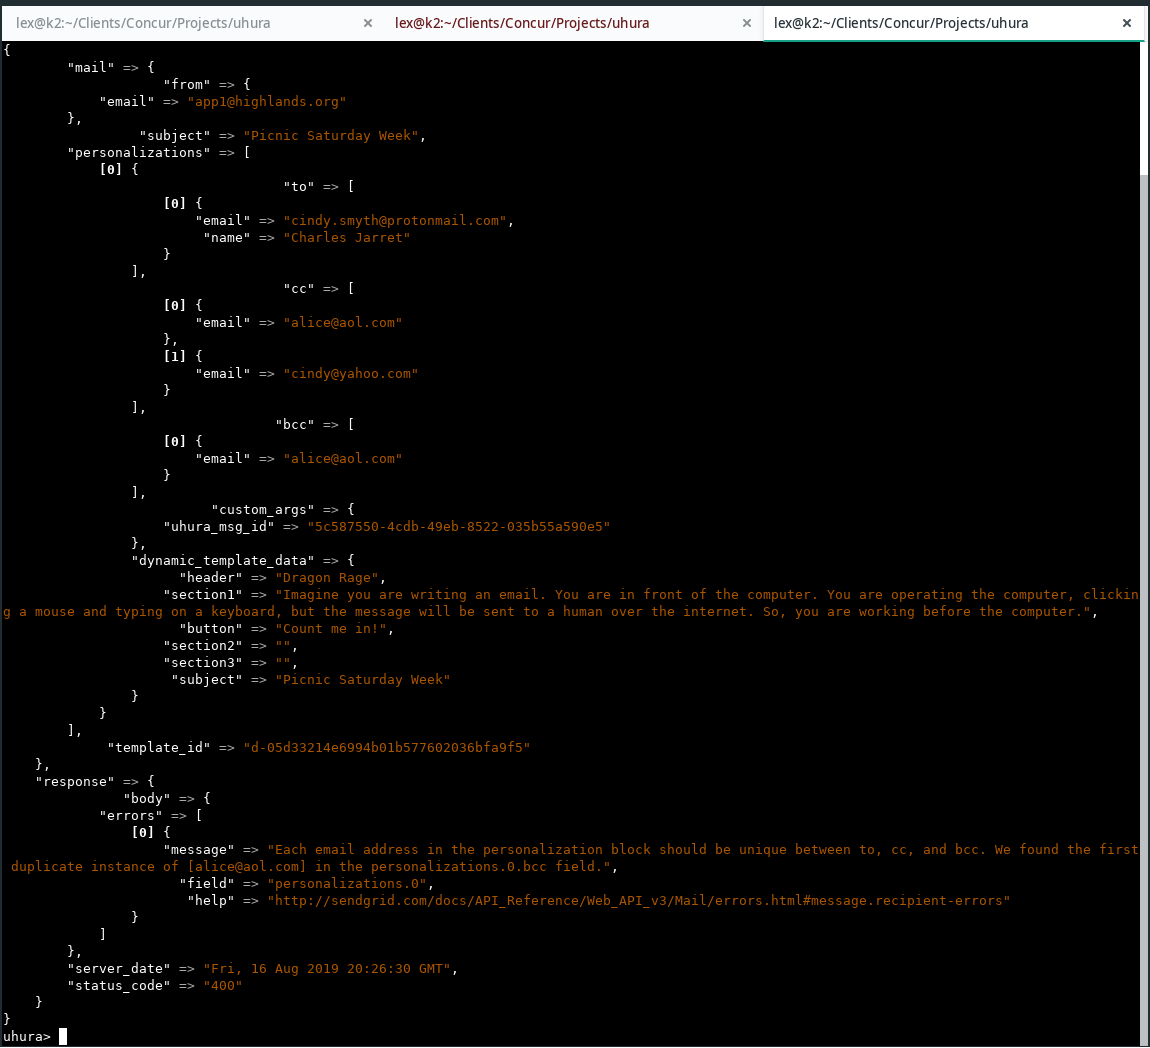 lex@k2:~/Clients/Concur/Projects/uhura × lex@k2:~/Clients/Concur/Projects/uhura × lex@k2:~/Clients/Concur/Projects/uhura ×
{
"mail" => {
"from" => {
"email" => "app1@highlands.org"
},
"subject" => "Picnic Saturday Week",
"personalizations" => [
[0] {
"to" => [
[0] {
"email" => "cindy.smyth@protonmail.com",
"name" => "Charles Jarret"
}
],
"cc" => [
[0] {
"email" => "alice@aol.com"
},
[1] {
"email" => "cindy@yahoo.com"
}
],
"bcc" => [
[0] {
"email" => "alice@aol.com"
}
],
"custom_args" => {
"uhura_msg_id" => "5c587550-4cdb-49eb-8522-035b55a590e5"
},
"dynamic_template_data" => {
"header" => "Dragon Rage",
"section1" => "Imagine you are writing an email. You are in front of the computer. You are operating the computer, clickin
g a mouse and typing on a keyboard, but the message will be sent to a human over the internet. So, you are working before the computer.",
"button" => "Count me in!",
"section2" => "",
"section3" => "",
"subject" => "Picnic Saturday Week"
}
}
],
"template_id" => "d-05d33214e6994b01b577602036bfa9f5"
},
"response" => {
"body" => {
"errors" => [
[0] {
"message" => "Each email address in the personalization block should be unique between to, cc, and bcc. We found the first
duplicate instance of [alice@aol.com] in the personalizations.0.bcc field.",
"field" => "personalizations.0",
"help" => "http://sendgrid.com/docs/API_Reference/Web_API_v3/Mail/errors.html#message.recipient-errors"
}
]
},
"server_date" => "Fri, 16 Aug 2019 20:26:30 GMT",
"status_code" => "400"
}
}
uhura>